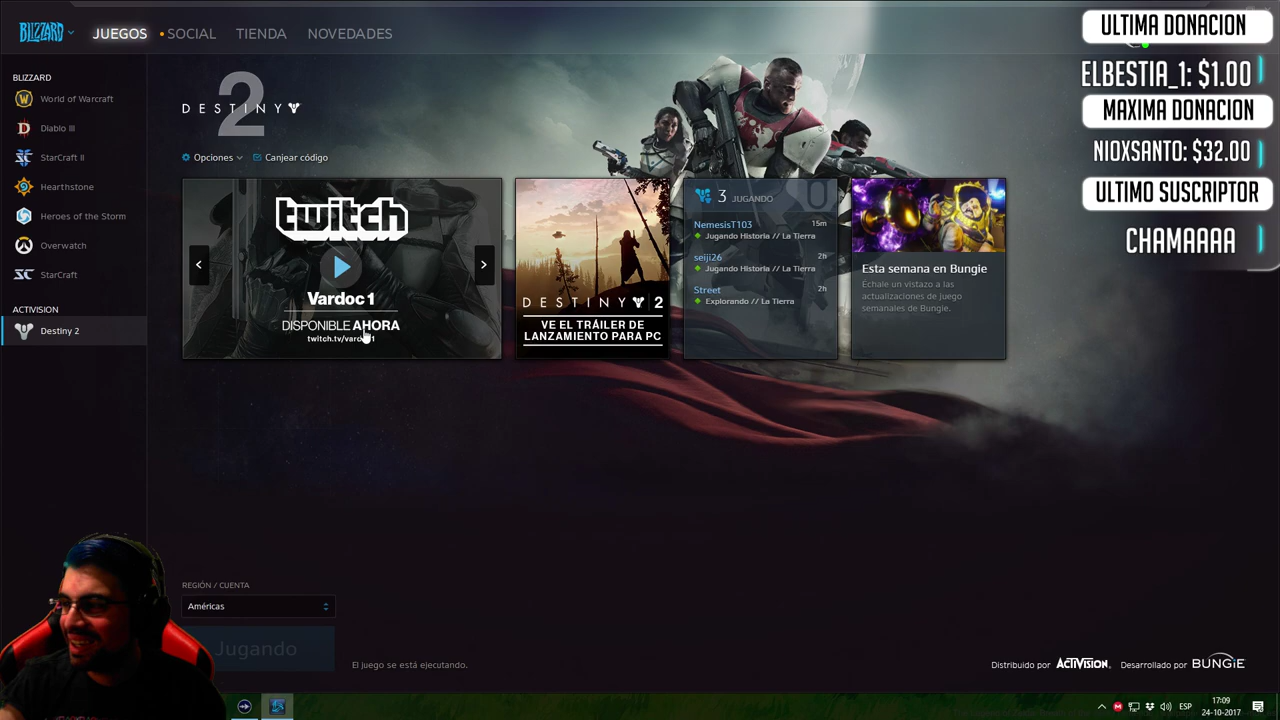 BLIZZARD
JUEGOS
SOCIAL
TIENDA
NOVEDADES
ULTIMA DONACION
ELBESTIA_1: $1.00
MAXIMA DONACION
NIOXSANTO: $32.00
ULTIMO SUSCRIPTOR
CHAMAAAA
BLIZZARD
World of Warcraft
Diablo III
StarCraft II
Hearthstone
Heroes of the Storm
Overwatch
StarCraft
ACTIVISION
Destiny 2
DESTINY 2
Opciones
Canjear código
twitch
Vardoc 1
DISPONIBLE AHORA
twitch.tv/vardoc1
DESTINY 2
VE EL TRÁILER DE
LANZAMIENTO PARA PC
3 JUGANDO
NemesisT103 15m
Jugando Historia // La Tierra
seiji26 2h
Jugando Historia // La Tierra
Street 2h
Explorando // La Tierra
Esta semana en Bungie
Échale un vistazo a las
actualizaciones de juego
semanales de Bungie.
REGIÓN / CUENTA
Américas
Jugando
El juego se está ejecutando.
Distribuido por ACTIVISION. Desarrollado por BUNGIE
ESP
17:09
24-10-2017